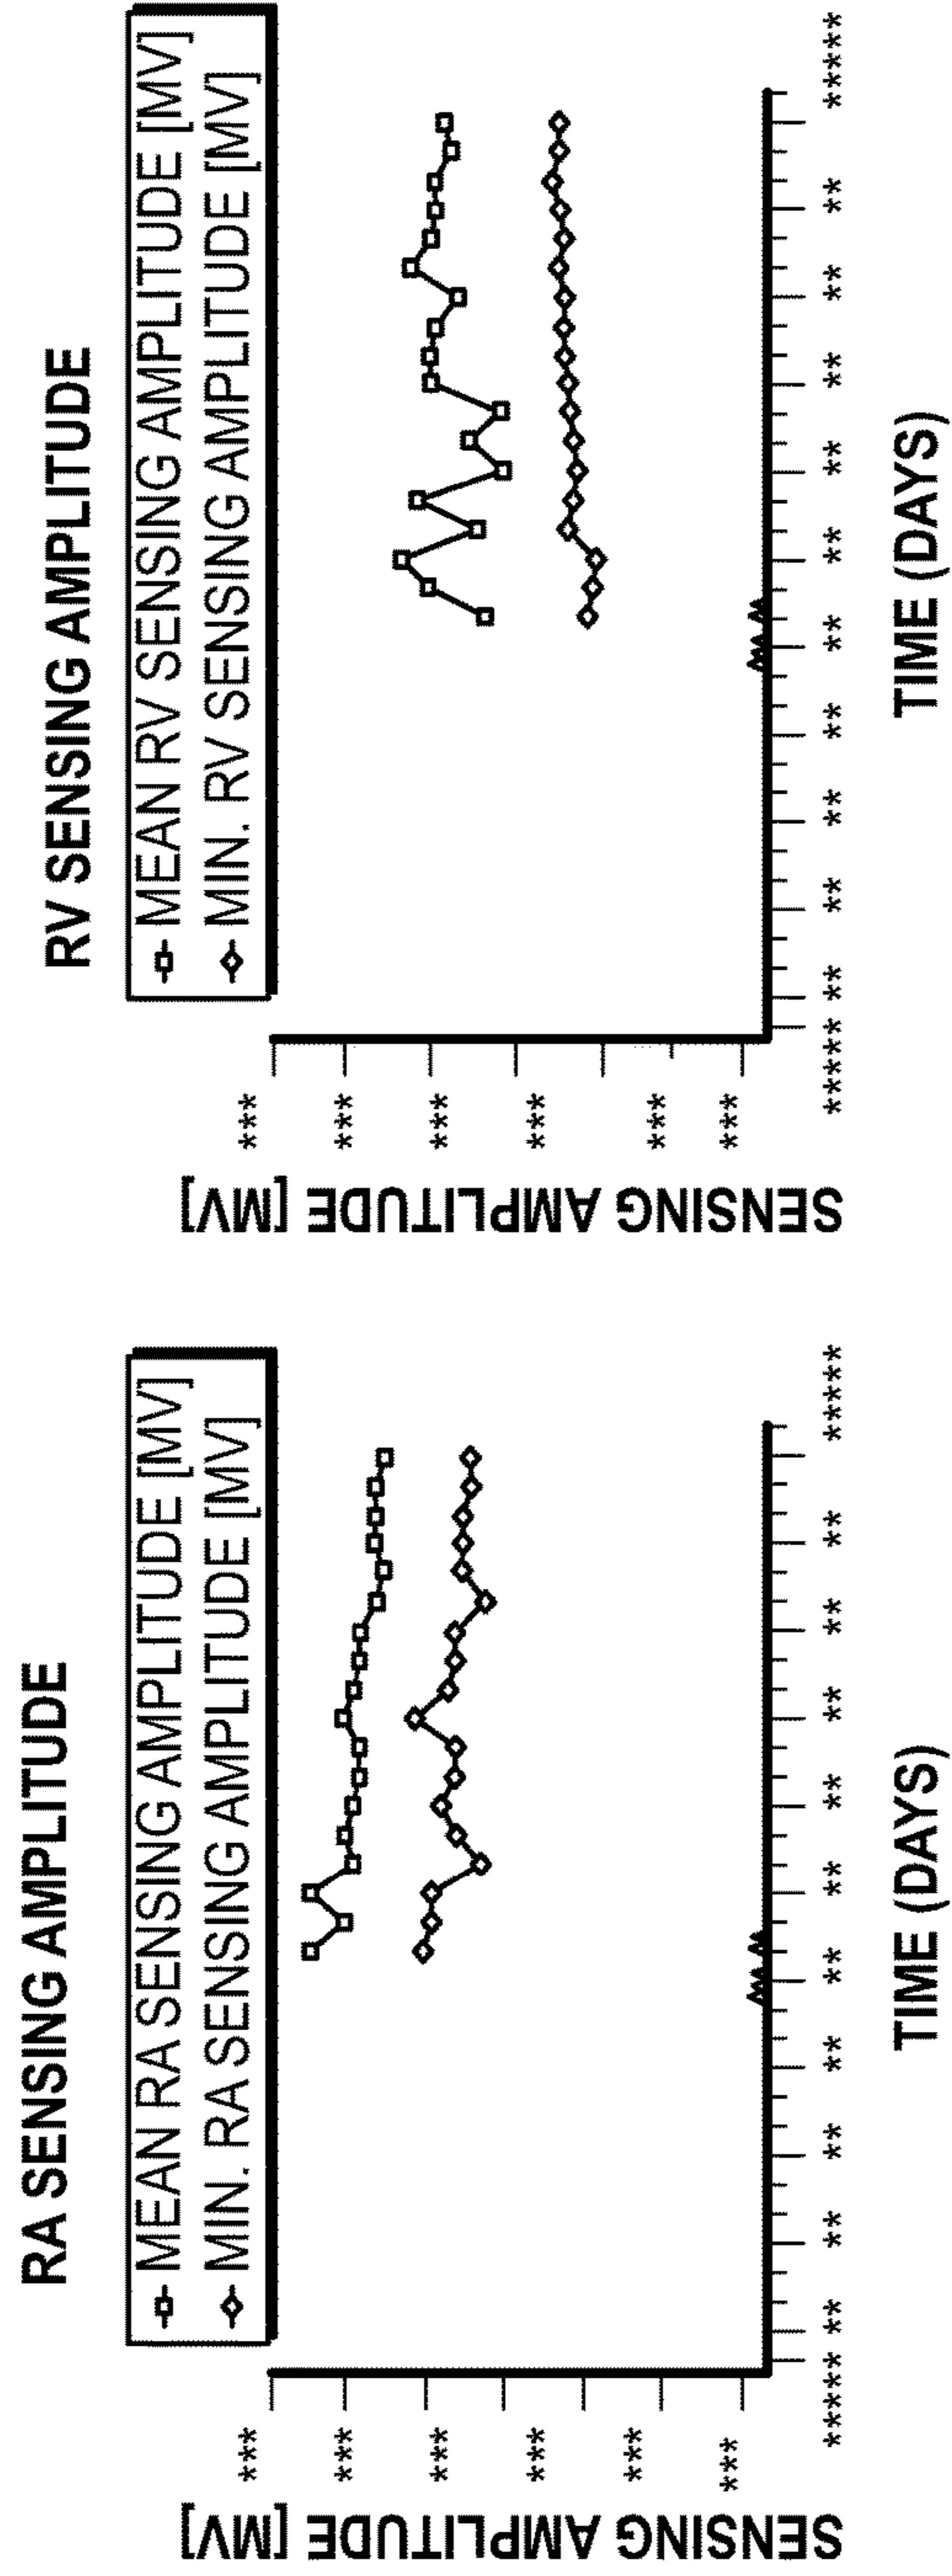 RA SENSING AMPLITUDE
MEAN RA SENSING AMPLITUDE [MV]
MIN. RA SENSING AMPLITUDE [MV]
SENSING AMPLITUDE [MV]
***
***
***
***
***
***
***** ** ** ** ** ** ** ** ** ** ** ****
TIME (DAYS)
RV SENSING AMPLITUDE
MEAN RV SENSING AMPLITUDE [MV]
MIN. RV SENSING AMPLITUDE [MV]
SENSING AMPLITUDE [MV]
***
***
***
***
***
***
***** ** ** ** ** ** ** ** ** ** ** ****
TIME (DAYS)